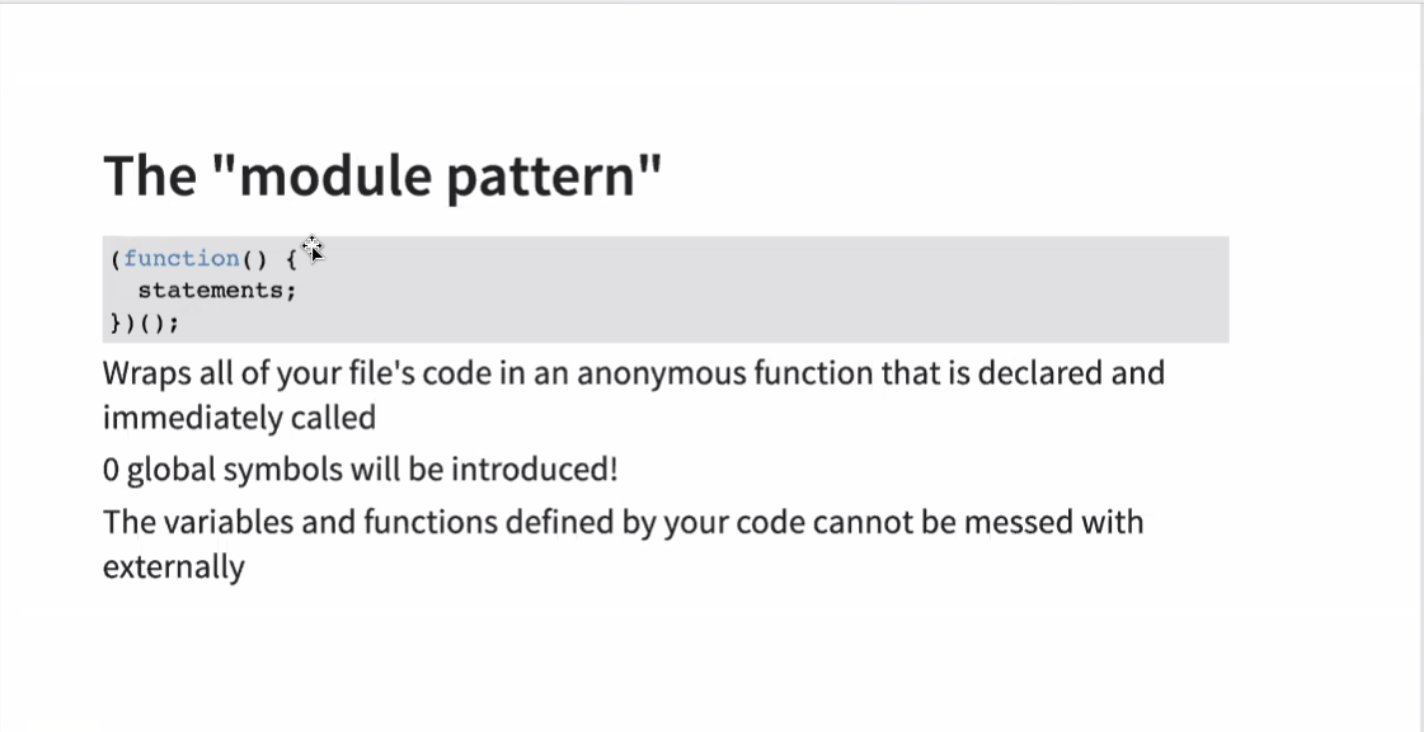 The "module pattern"
(function() {
  statements;
})();
Wraps all of your file's code in an anonymous function that is declared and
immediately called
0 global symbols will be introduced!
The variables and functions defined by your code cannot be messed with
externally